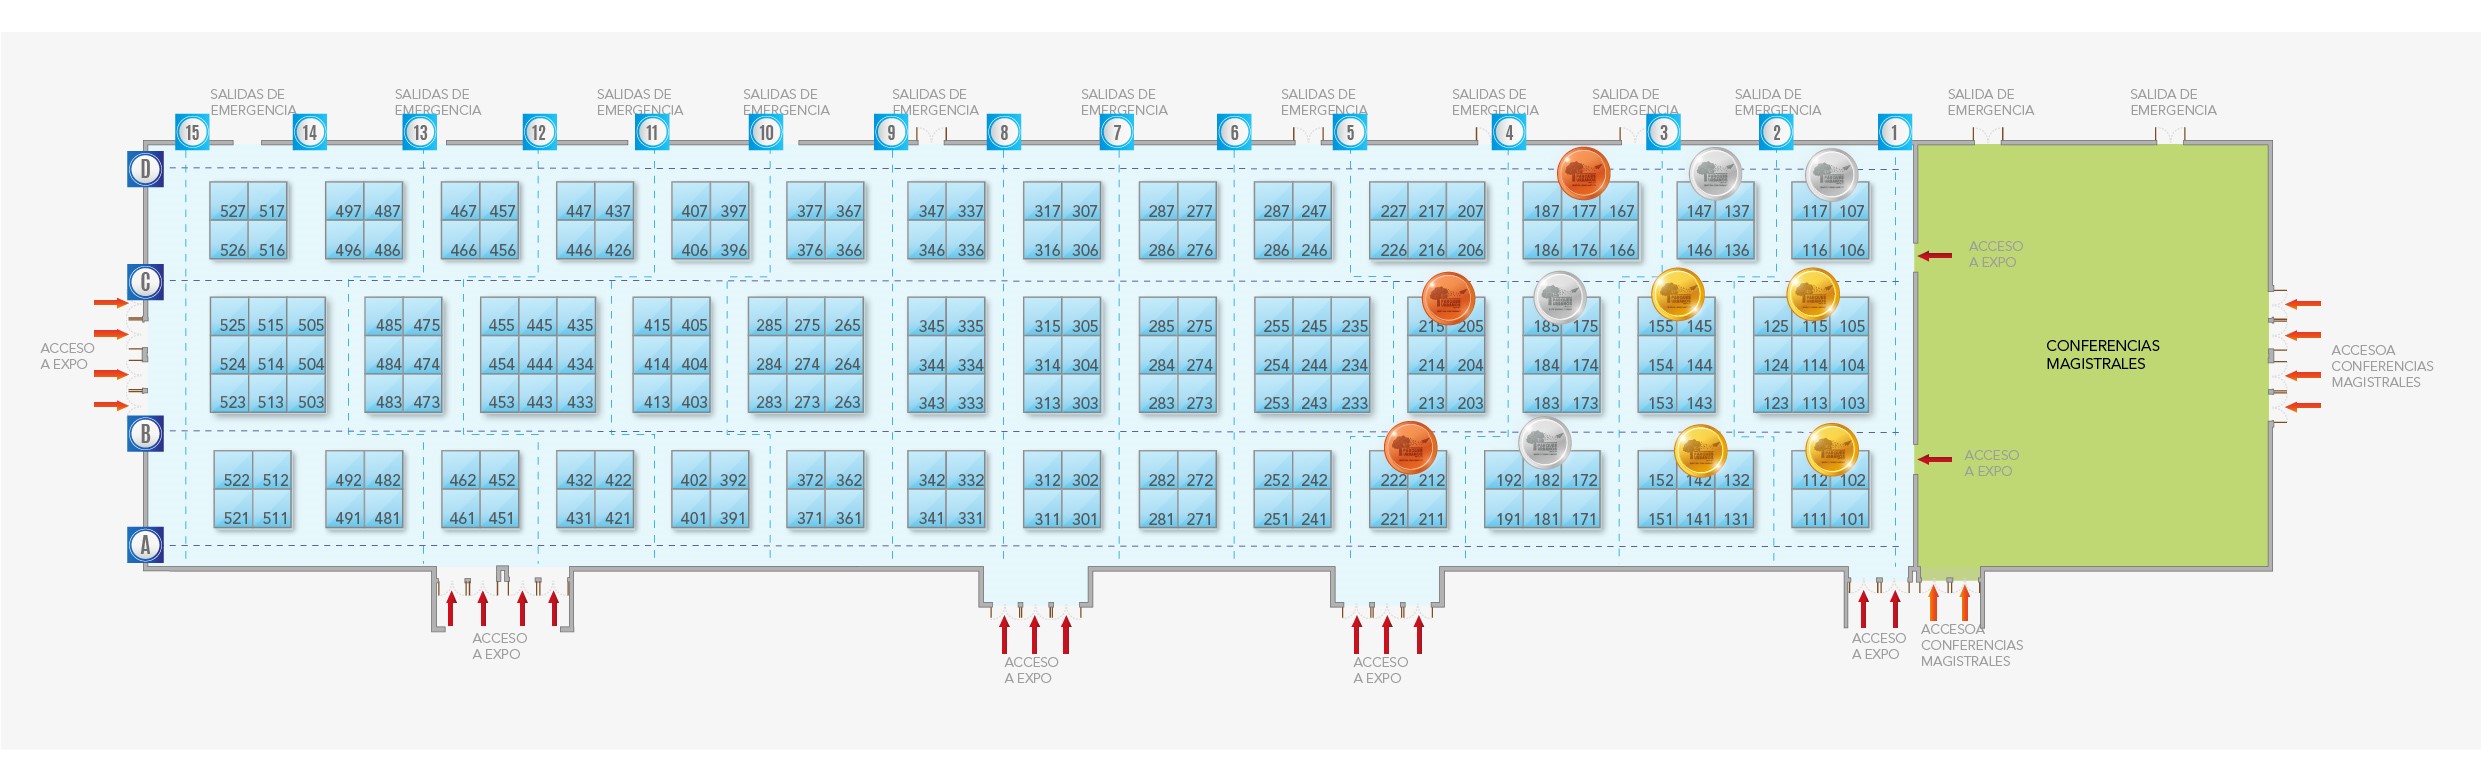 SALIDAS DE
EMERGENCIA
SALIDAS DE
EMERGENCIA
SALIDAS DE
EMERGENCIA
SALIDAS DE
EMERGENCIA
SALIDAS DE
EMERGENCIA
SALIDAS DE
EMERGENCIA
SALIDAS DE
EMERGENCIA
SALIDAS DE
EMERGENCIA
SALIDA DE
EMERGENCIA
SALIDA DE
EMERGENCIA
SALIDA DE
EMERGENCIA
SALIDA DE
EMERGENCIA
15 14 13 12 11 10 9 8 7 6 5 4 3 2 1
D
527 517 497 487 467 457 447 437 407 397 377 367 347 337 317 307 287 277 287 247 227 217 207 187 177 167 147 137 117 107
526 516 496 486 466 456 446 426 406 396 376 366 346 336 316 306 286 276 286 246 226 216 206 186 176 166 146 136 116 106
ACCESO
A EXPO
C
525 515 505 485 475 455 445 435 415 405 285 275 265 345 335 315 305 285 275 255 245 235 215 205 185 175 155 145 125 115 105
524 514 504 484 474 454 444 434 414 404 284 274 264 344 334 314 304 284 274 254 244 234 214 204 184 174 154 144 124 114 104
523 513 503 483 473 453 443 433 413 403 283 273 263 343 333 313 303 283 273 253 243 233 213 203 183 173 153 143 123 113 103
ACCESO
A EXPO
CONFERENCIAS
MAGISTRALES
ACCESOA
CONFERENCIAS
MAGISTRALES
B
522 512 492 482 462 452 432 422 402 392 372 362 342 332 312 302 282 272 252 242 222 212 192 182 172 152 142 132 112 102
521 511 491 481 461 451 431 421 401 391 371 361 341 331 311 301 281 271 251 241 221 211 191 181 171 151 141 131 111 101
ACCESO
A EXPO
A
ACCESO
A EXPO
ACCESO
A EXPO
ACCESO
A EXPO
ACCESO
A EXPO
ACCESOA
CONFERENCIAS
MAGISTRALES